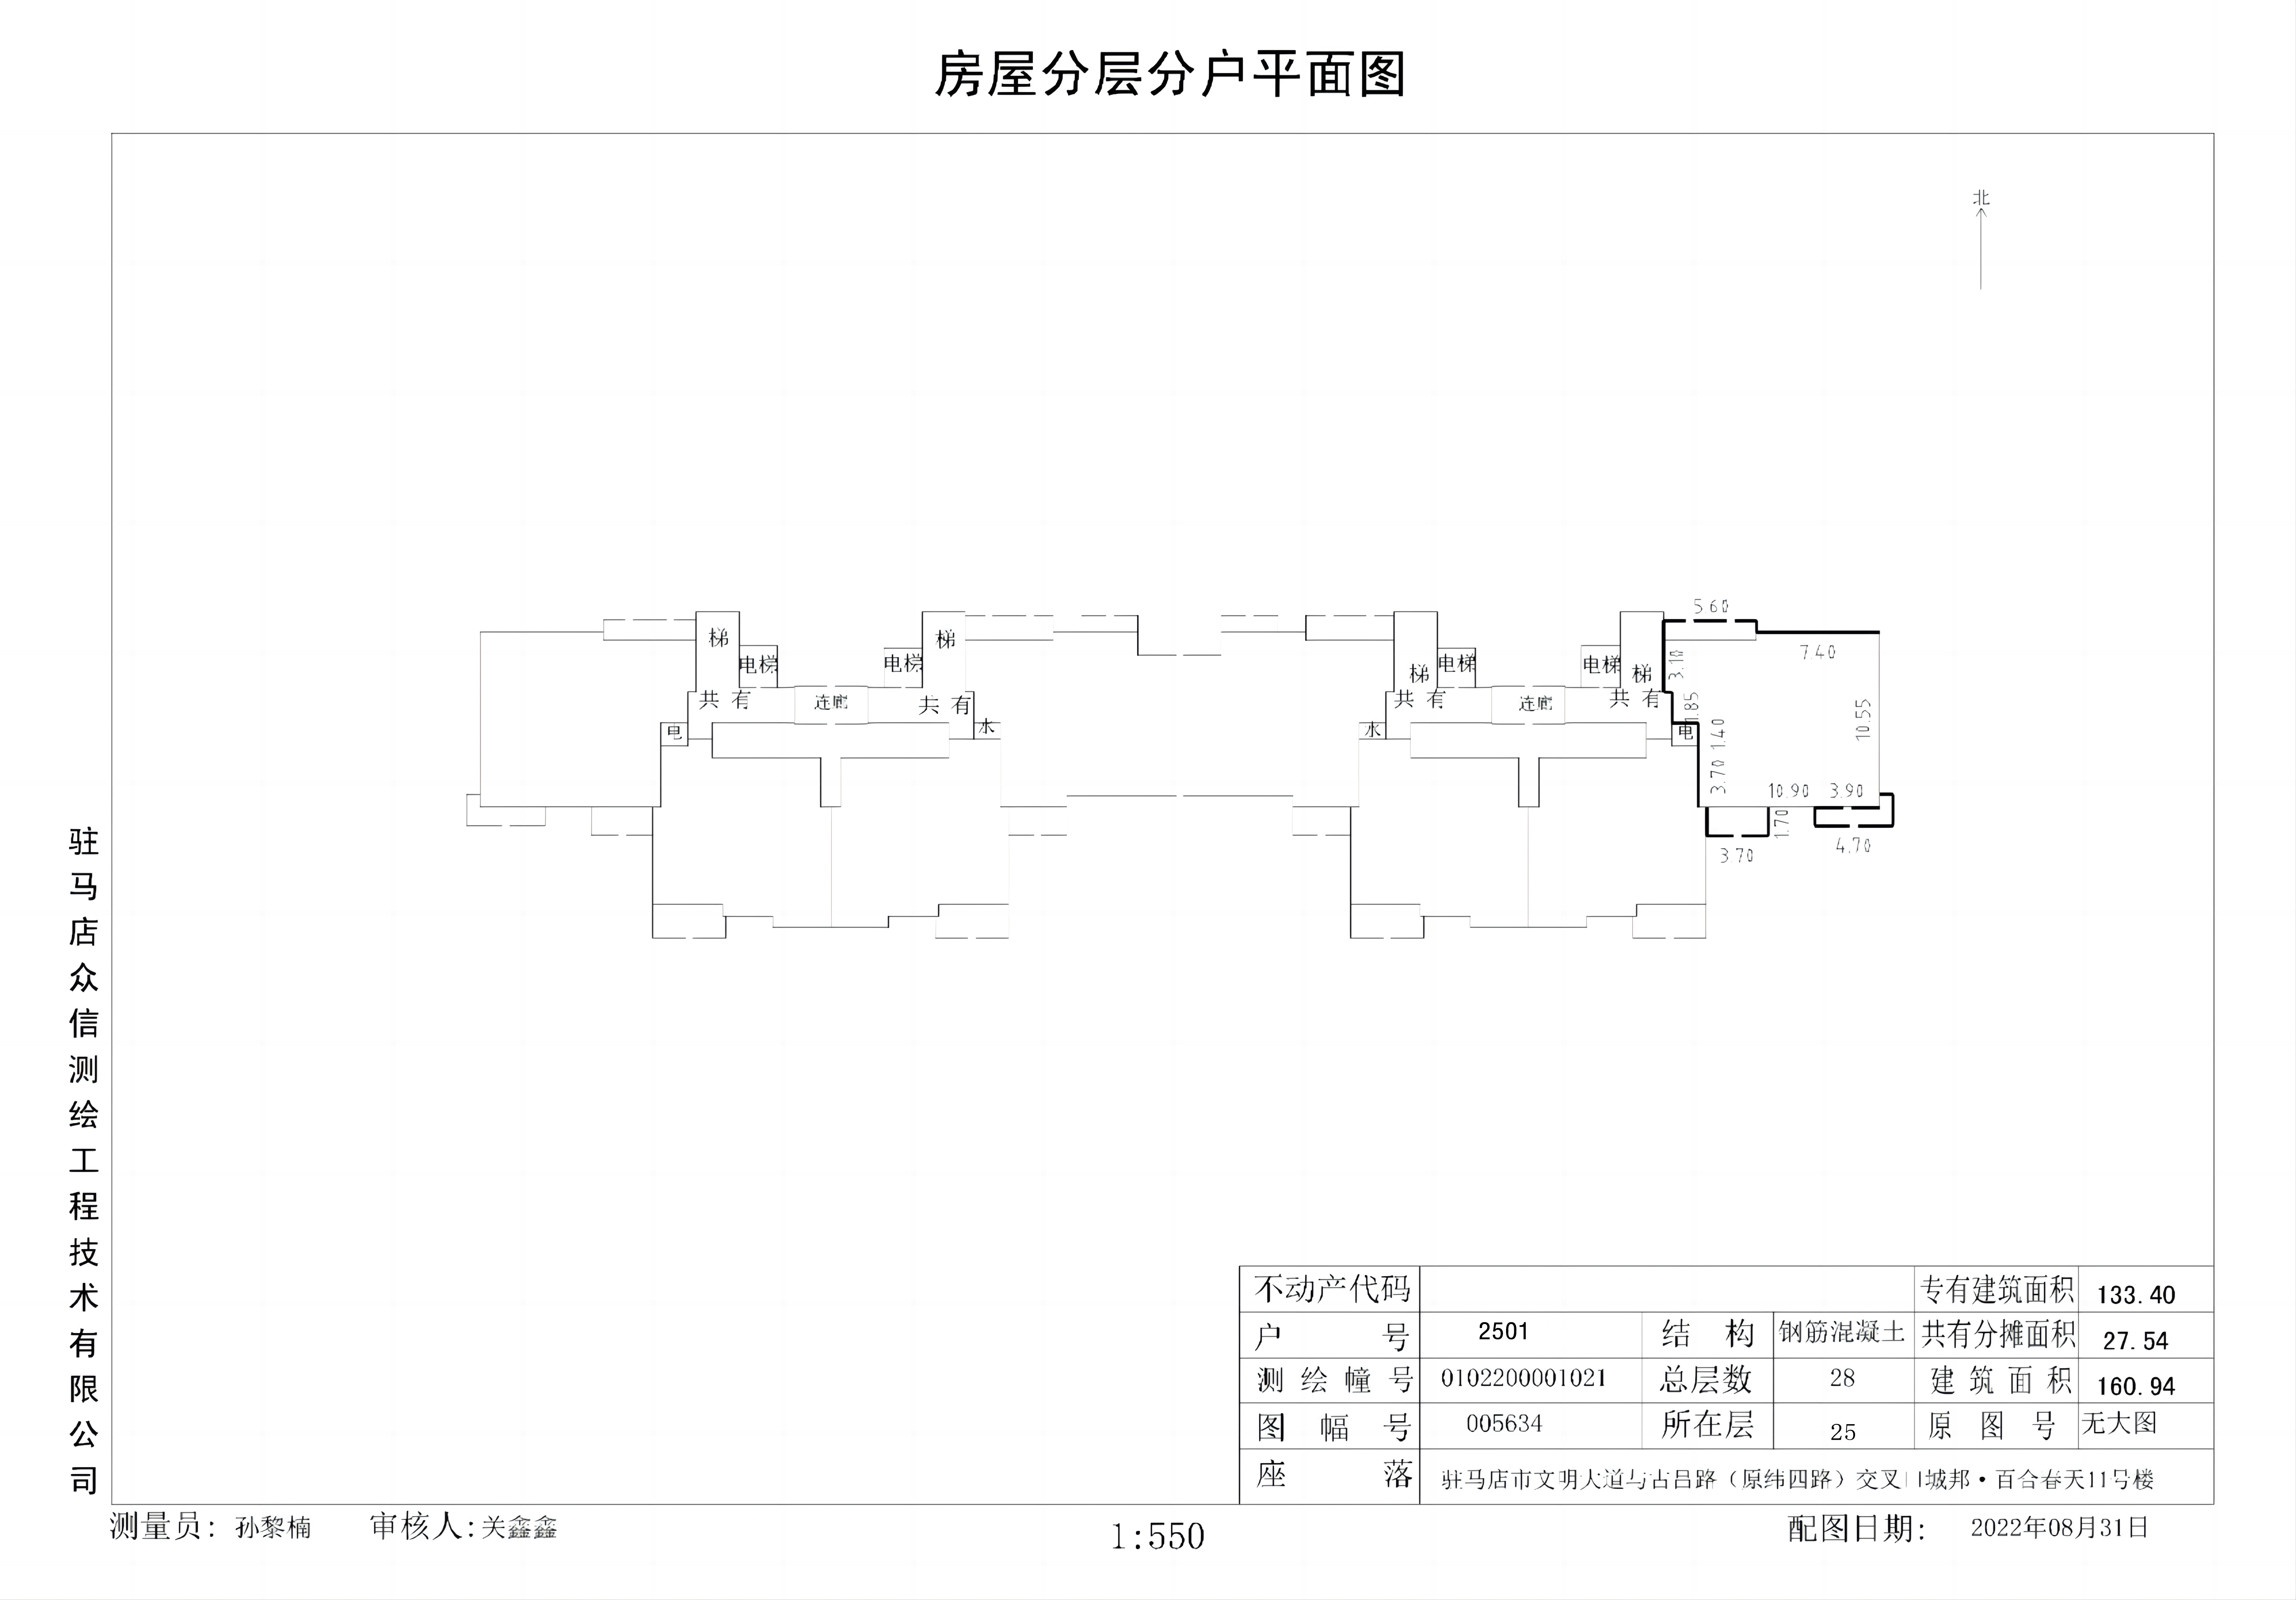 房屋分层分户平面图
北
5.60
梯 梯 7.40
电梯 电梯 电梯 电梯 3.10
梯 梯
共有 连廊 共有 共有 连廊 共有 1.85
电 水 水 电 1.40 10.55
3.70 10.90 3.90
1.70
3.70 4.70
驻马店众信测绘工程技术有限公司
不动产代码 专有建筑面积 133.40
户号 2501 结构 钢筋混凝土 共有分摊面积 27.54
测绘幢号 0102200001021 总层数 28 建筑面积 160.94
图幅号 005634 所在层 25 原图号 无大图
座落 驻马店市文明大道与古吕路（原纬四路）交叉口城邦·百合春天11号楼
测量员: 孙黎楠 审核人:关鑫鑫 1:550 配图日期: 2022年08月31日